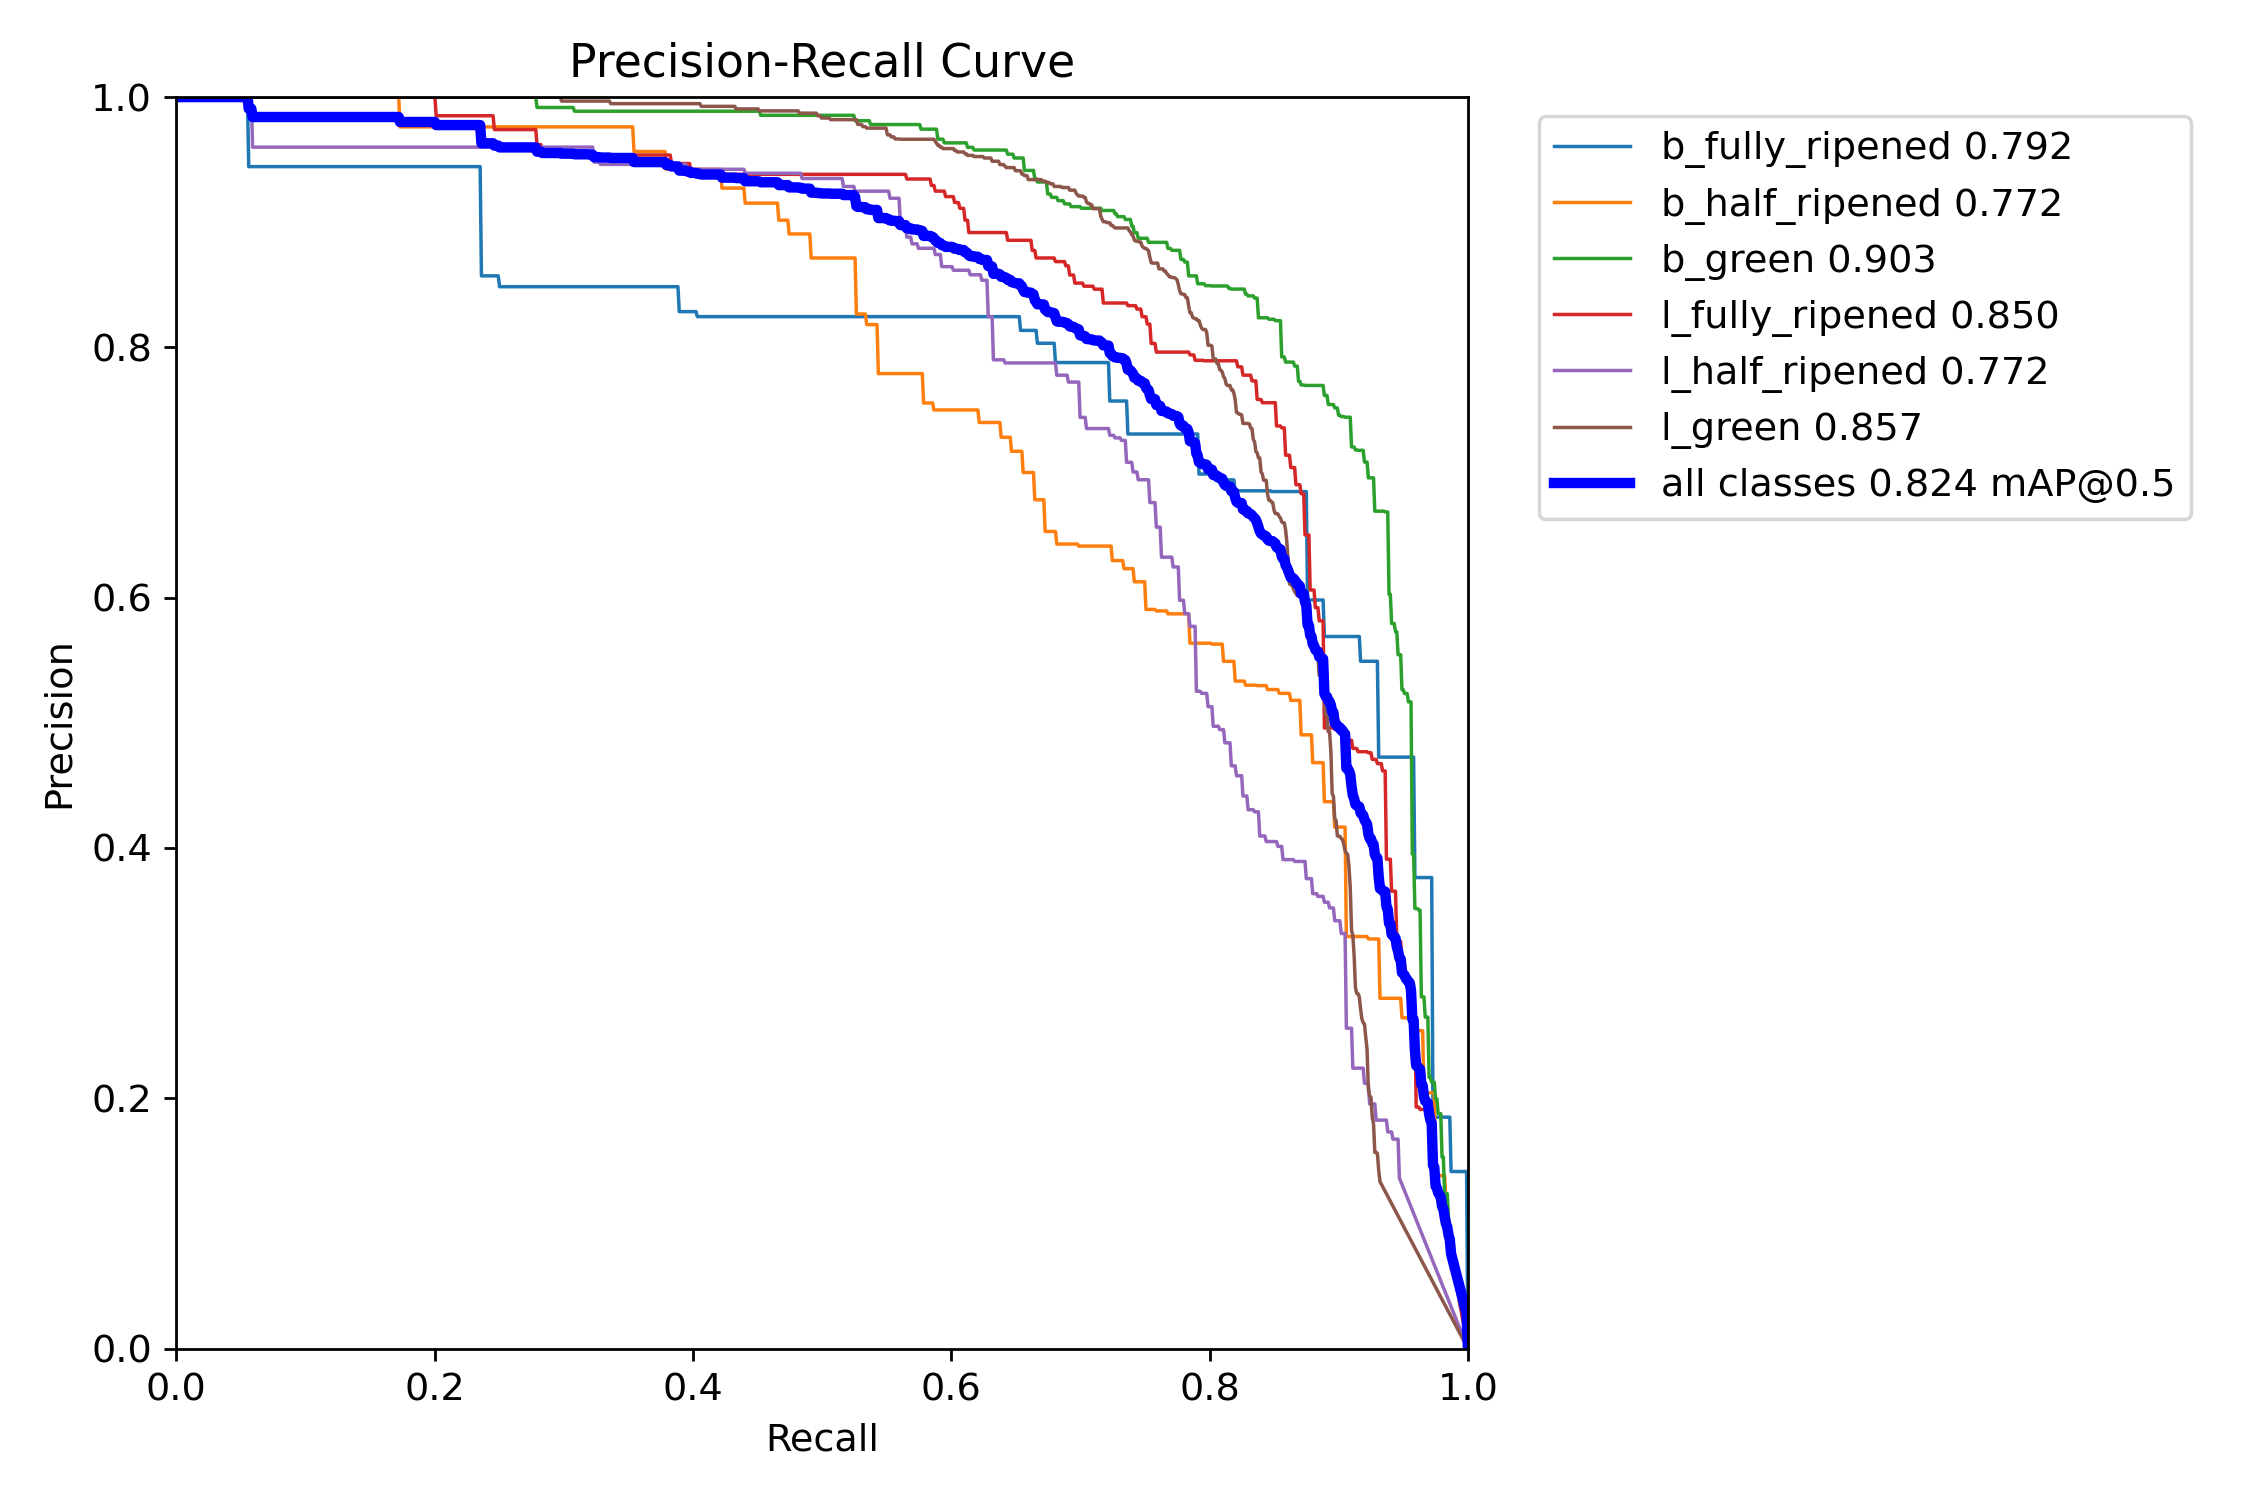 Precision-Recall Curve
1.0
0.8
0.6
0.4
0.2
0.0
Precision
0.0 0.2 0.4 0.6 0.8 1.0
Recall
b_fully_ripened 0.792
b_half_ripened 0.772
b_green 0.903
l_fully_ripened 0.850
l_half_ripened 0.772
l_green 0.857
all classes 0.824 mAP@0.5